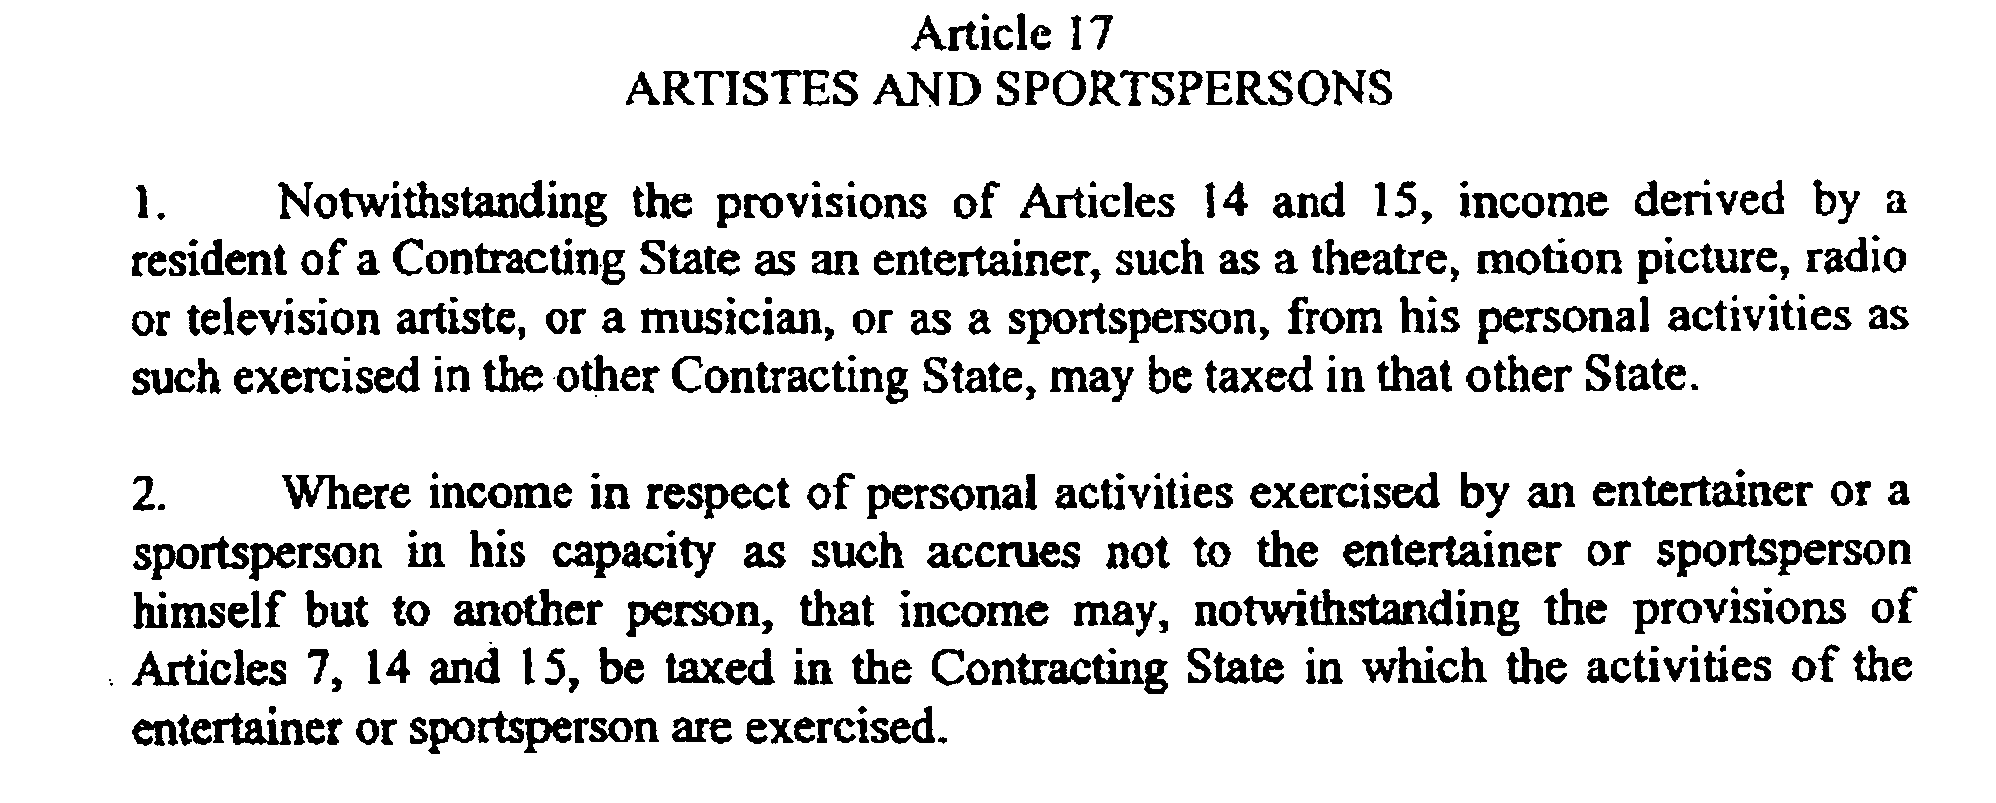 Article 17
ARTISTES AND SPORTSPERSONS
1. Notwithstanding the provisions of Articles 14 and 15, income derived by a
resident of a Contracting State as an entertainer, such as a theatre, motion picture, radio
or television artiste, or a musician, or as a sportsperson, from his personal activities as
such exercised in the other Contracting State, may be taxed in that other State.
2. Where income in respect of personal activities exercised by an entertainer or a
sportsperson in his capacity as such accrues not to the entertainer or sportsperson
himself but to another person, that income may, notwithstanding the provisions of
Articles 7, 14 and 15, be taxed in the Contracting State in which the activities of the
entertainer or sportsperson are exercised.